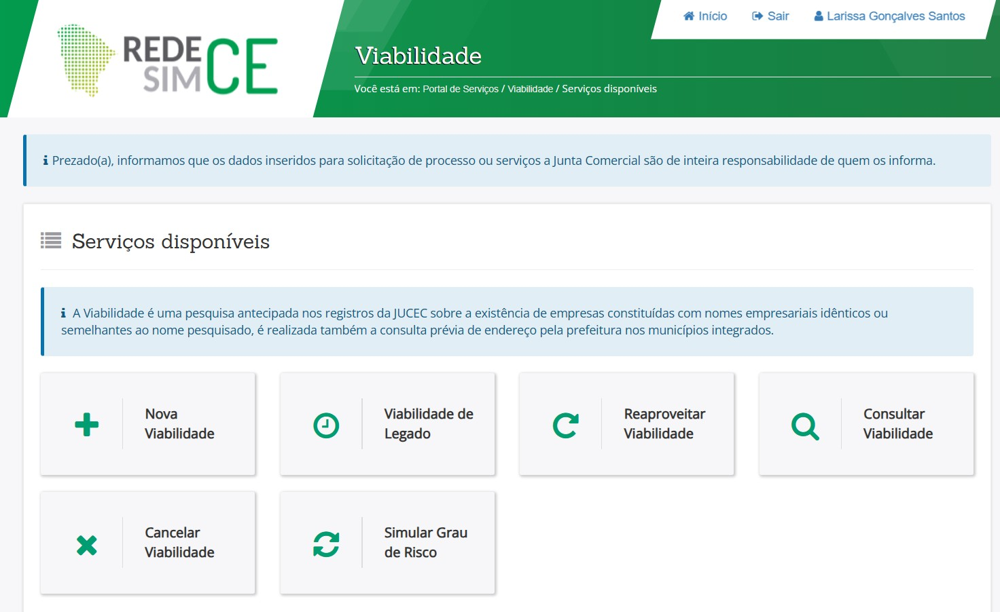 Início Sair Larissa Gonçalves Santos
REDE
SIM
CE
Viabilidade
Você está em: Portal de Serviços / Viabilidade / Serviços disponíveis
Prezado(a), informamos que os dados inseridos para solicitação de processo ou serviços a Junta Comercial são de inteira responsabilidade de quem os informa.
Serviços disponíveis
A Viabilidade é uma pesquisa antecipada nos registros da JUCEC sobre a existência de empresas constituídas com nomes empresariais idênticos ou
semelhantes ao nome pesquisado, é realizada também a consulta prévia de endereço pela prefeitura nos municípios integrados.
Nova
Viabilidade
Viabilidade de
Legado
Reaproveitar
Viabilidade
Consultar
Viabilidade
Cancelar
Viabilidade
Simular Grau
de Risco